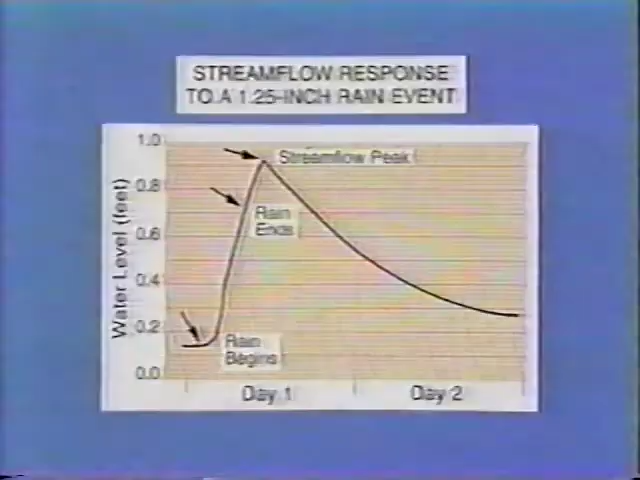 STREAMFLOW RESPONSE
TO A 1.25-INCH RAIN EVENT
1.0
0.8
0.6
0.4
0.2
0.0
Water Level (feet)
Streamflow Peak
Rain
Ends
Rain
Begins
Day 1
Day 2